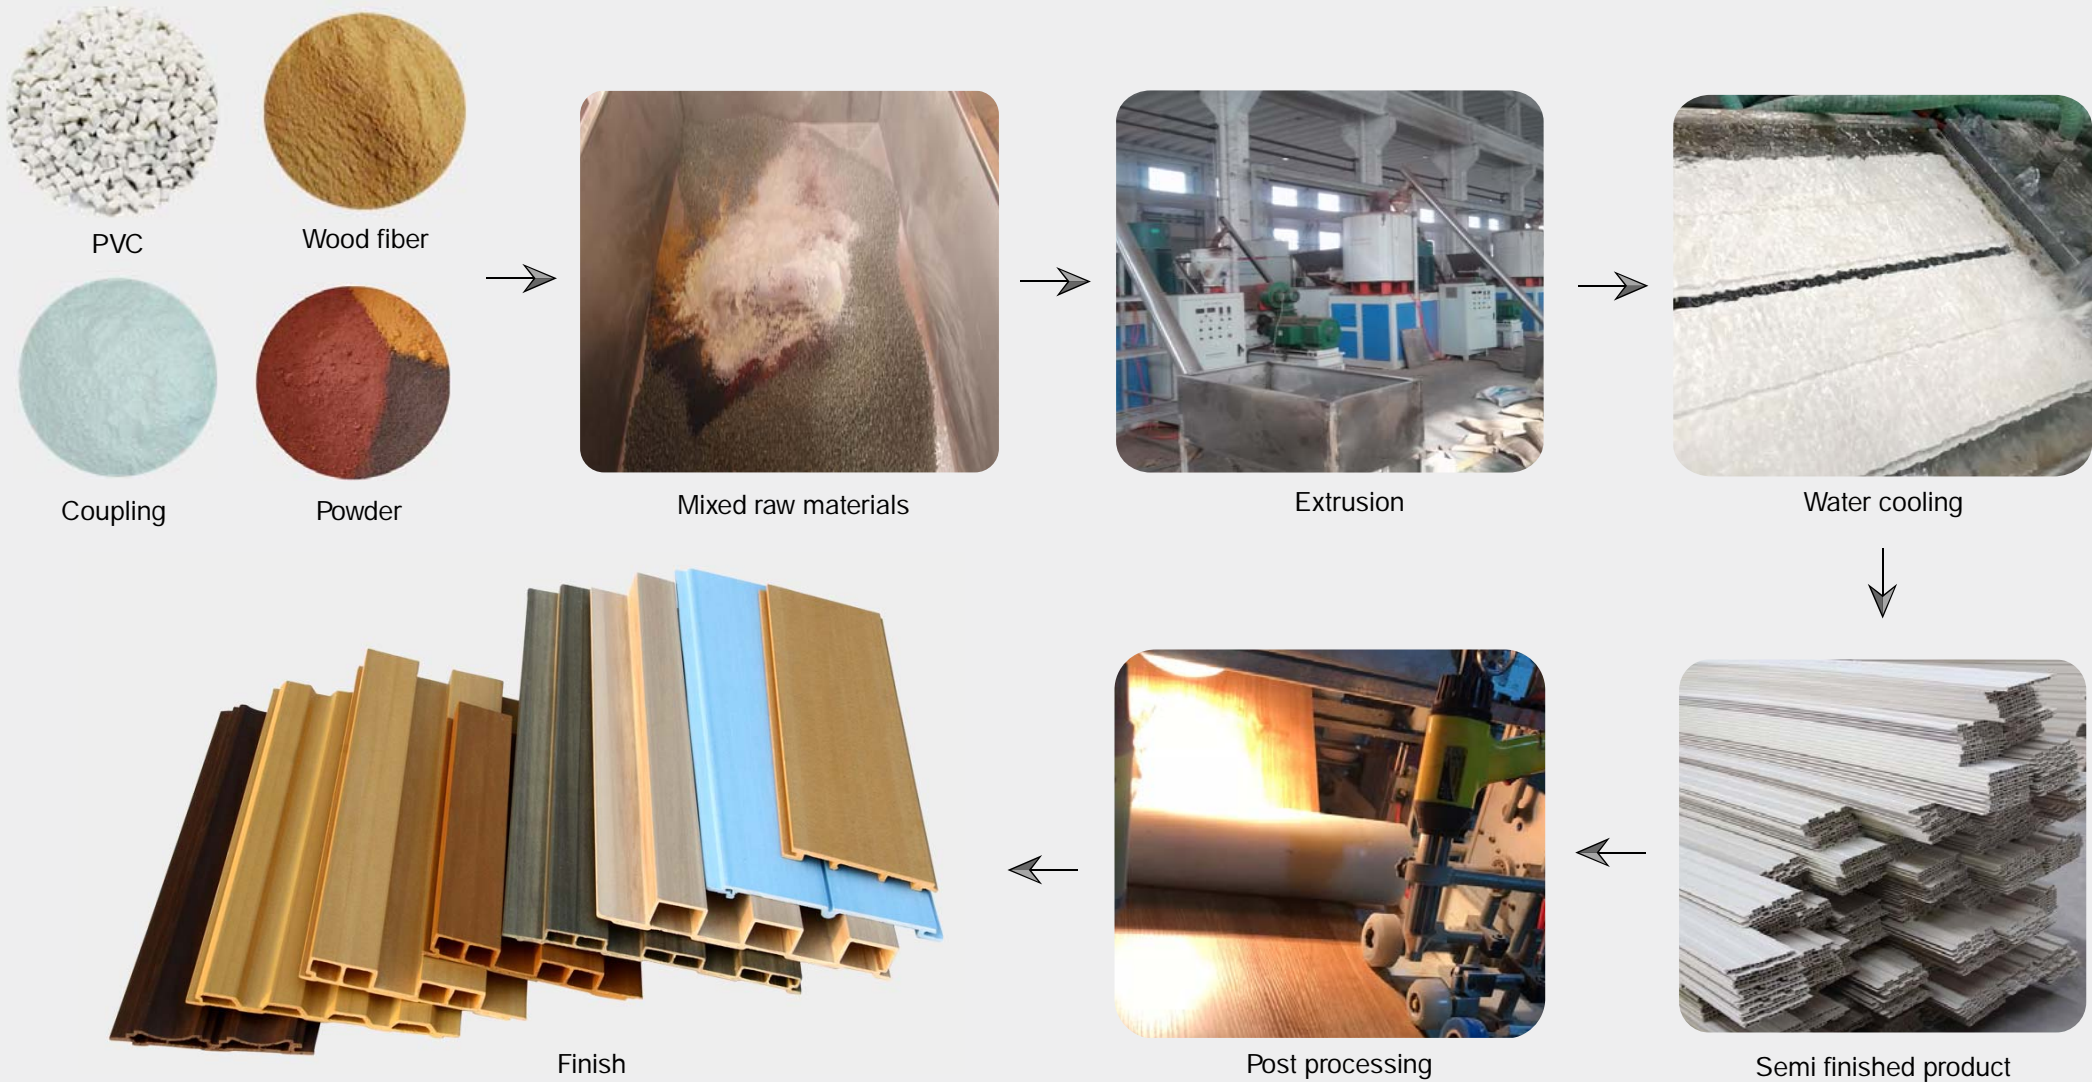 PVC
Wood fiber
Coupling
Powder
Mixed raw materials
Extrusion
Water cooling
Semi finished product
Post processing
Finish